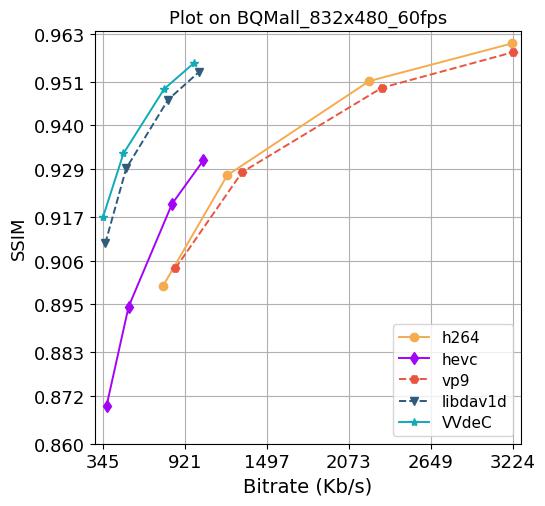 Plot on BQMall_832x480_60fps
SSIM
0.963
0.951
0.940
0.929
0.917
0.906
0.895
0.883
0.872
0.860
h264
hevc
vp9
libdav1d
VVdeC
345 921 1497 2073 2649 3224
Bitrate (Kb/s)